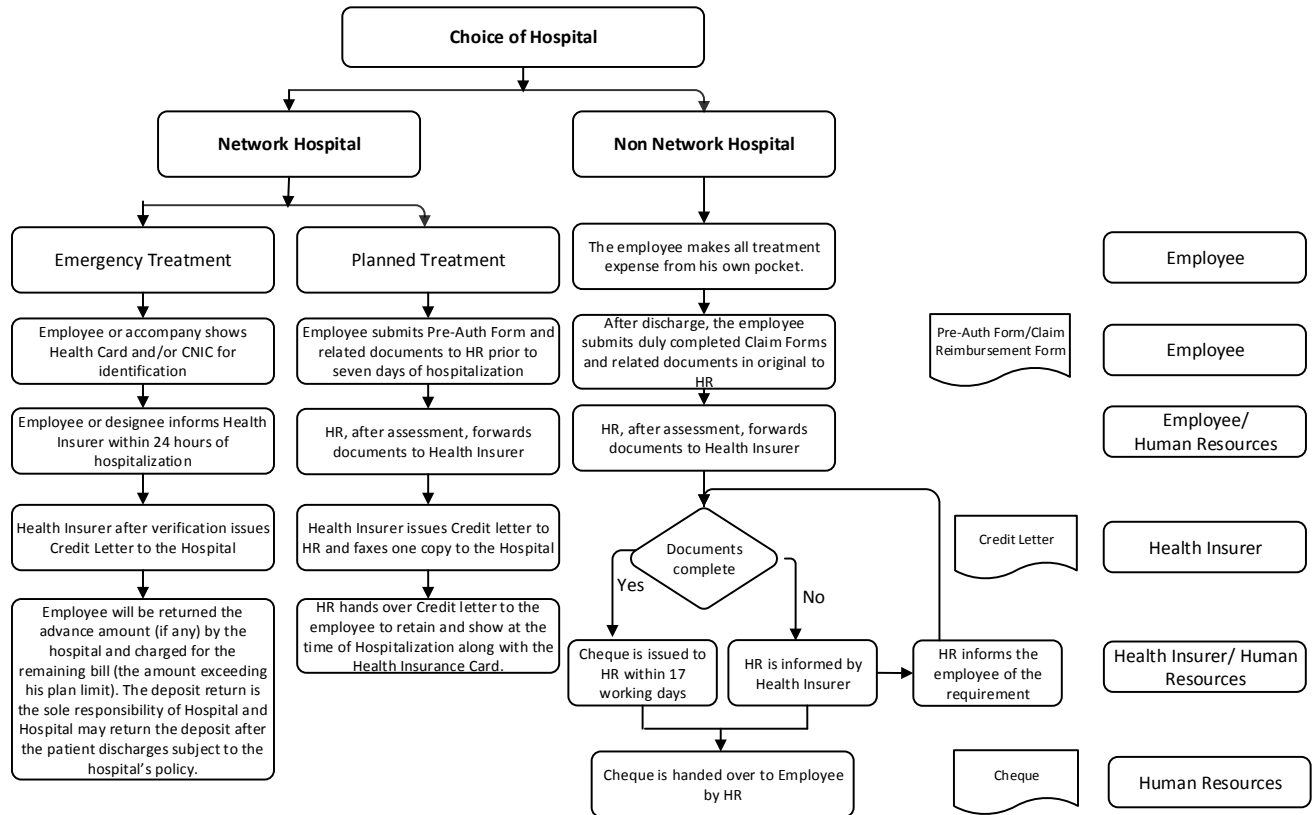 Choice of Hospital
Network Hospital
Non Network Hospital
Emergency Treatment
Employee or accompany shows
Health Card and/or CNIC for
identification
Employee or designee informs Health
Insurer within 24 hours of
hospitalization
Health Insurer after verification issues
Credit Letter to the Hospital
Employee will be returned the
advance amount (if any) by the
hospital and charged for the
remaining bill (the amount exceeding
his plan limit). The deposit return is
the sole responsibility of Hospital and
Hospital may return the deposit after
the patient discharges subject to the
hospital's policy.
Planned Treatment
Employee submits Pre-Auth Form and
related documents to HR prior to
seven days of hospitalization
HR, after assessment, forwards
documents to Health Insurer
Health Insurer issues Credit letter to
HR and faxes one copy to the Hospital
HR hands over Credit letter to the
employee to retain and show at the
time of Hospitalization along with the
Health Insurance Card.
The employee makes all treatment
expense from his own pocket.
After discharge, the employee
submits duly completed Claim Forms
and related documents in original to
HR
HR, after assessment, forwards
documents to Health Insurer
Documents
complete
Yes
No
Cheque is issued to
HR within 17
working days
HR is informed by
Health Insurer
HR informs the
employee of the
requirement
Cheque is handed over to Employee
by HR
Pre-Auth Form/Claim
Reimbursement Form
Credit Letter
Cheque
Employee
Employee
Employee/
Human Resources
Health Insurer
Health Insurer/ Human
Resources
Human Resources